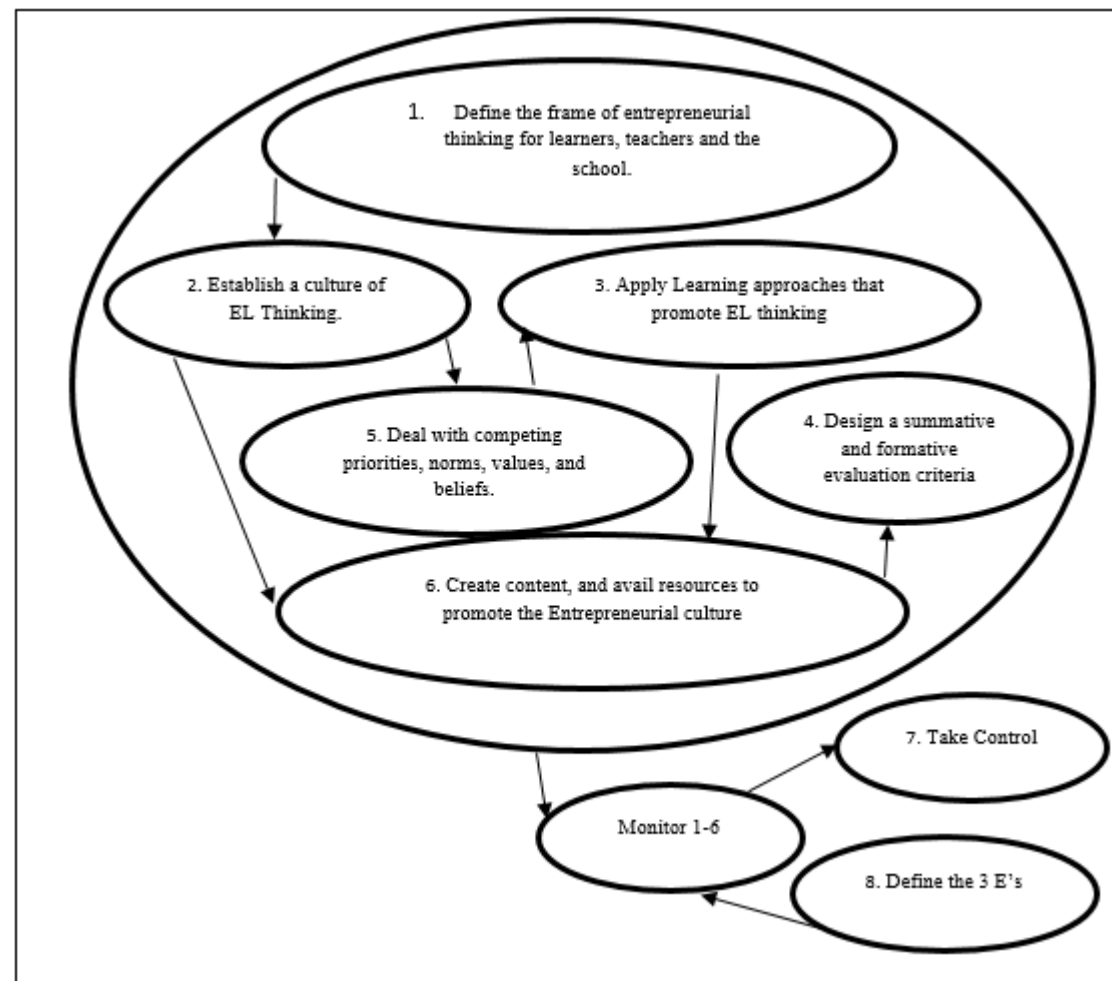 1. Define the frame of entrepreneurial
thinking for learners, teachers and the
school.
2. Establish a culture of
EL Thinking.
3. Apply Learning approaches that
promote EL thinking
4. Design a summative
and formative
evaluation criteria
5. Deal with competing
priorities, norms, values, and
beliefs.
6. Create content, and avail resources to
promote the Entrepreneurial culture
7. Take Control
Monitor 1-6
8. Define the 3 E's